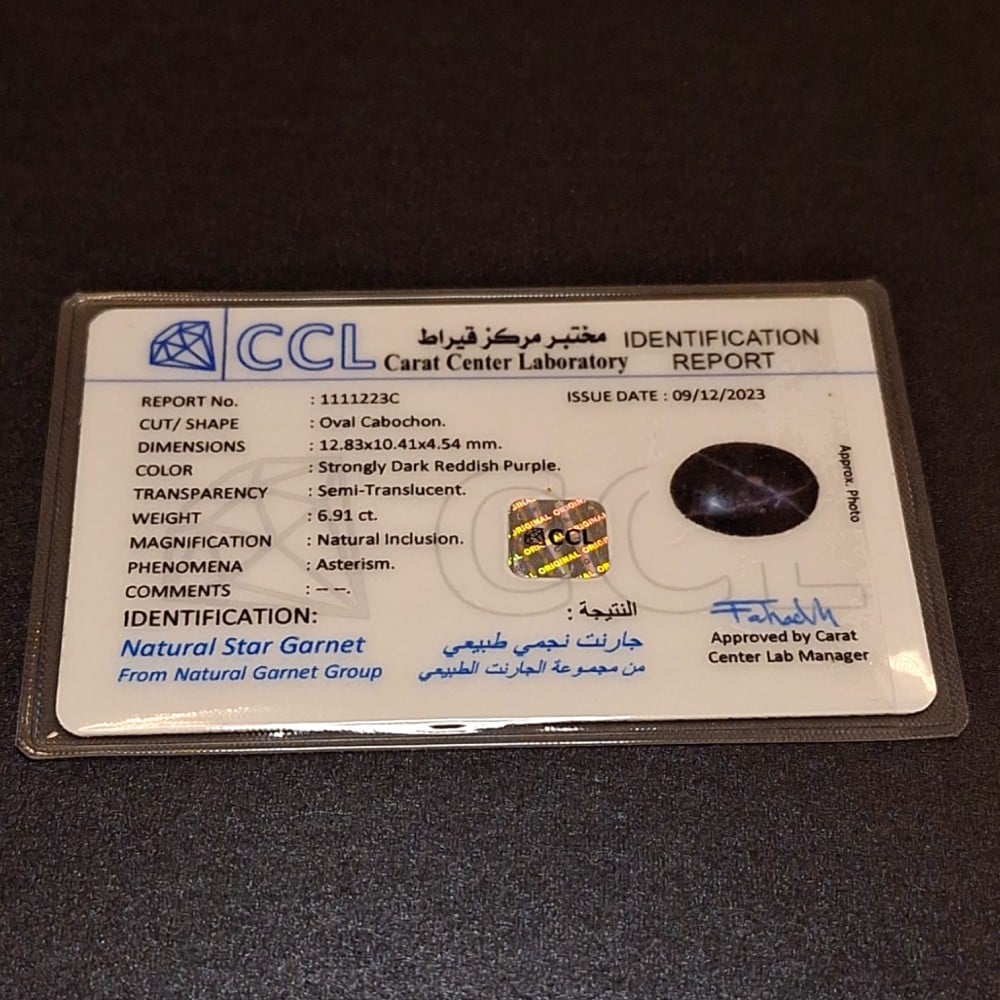 CCL
مختبر مركز قيراط
Carat Center Laboratory
IDENTIFICATION
REPORT
REPORT No. : 1111223C
ISSUE DATE : 09/12/2023
CUT/ SHAPE : Oval Cabochon.
DIMENSIONS : 12.83x10.41x4.54 mm.
COLOR : Strongly Dark Reddish Purple.
TRANSPARENCY : Semi-Translucent.
WEIGHT : 6.91 ct.
MAGNIFICATION : Natural Inclusion.
PHENOMENA : Asterism.
COMMENTS : -- --.
Approx. Photo
ORIGINAL
CCL
ORIGINAL
IDENTIFICATION:
النتيجة :
Natural Star Garnet
جارنت نجمي طبيعي
From Natural Garnet Group
من مجموعة الجارنت الطبيعي
Approved by Carat
Center Lab Manager
CCL